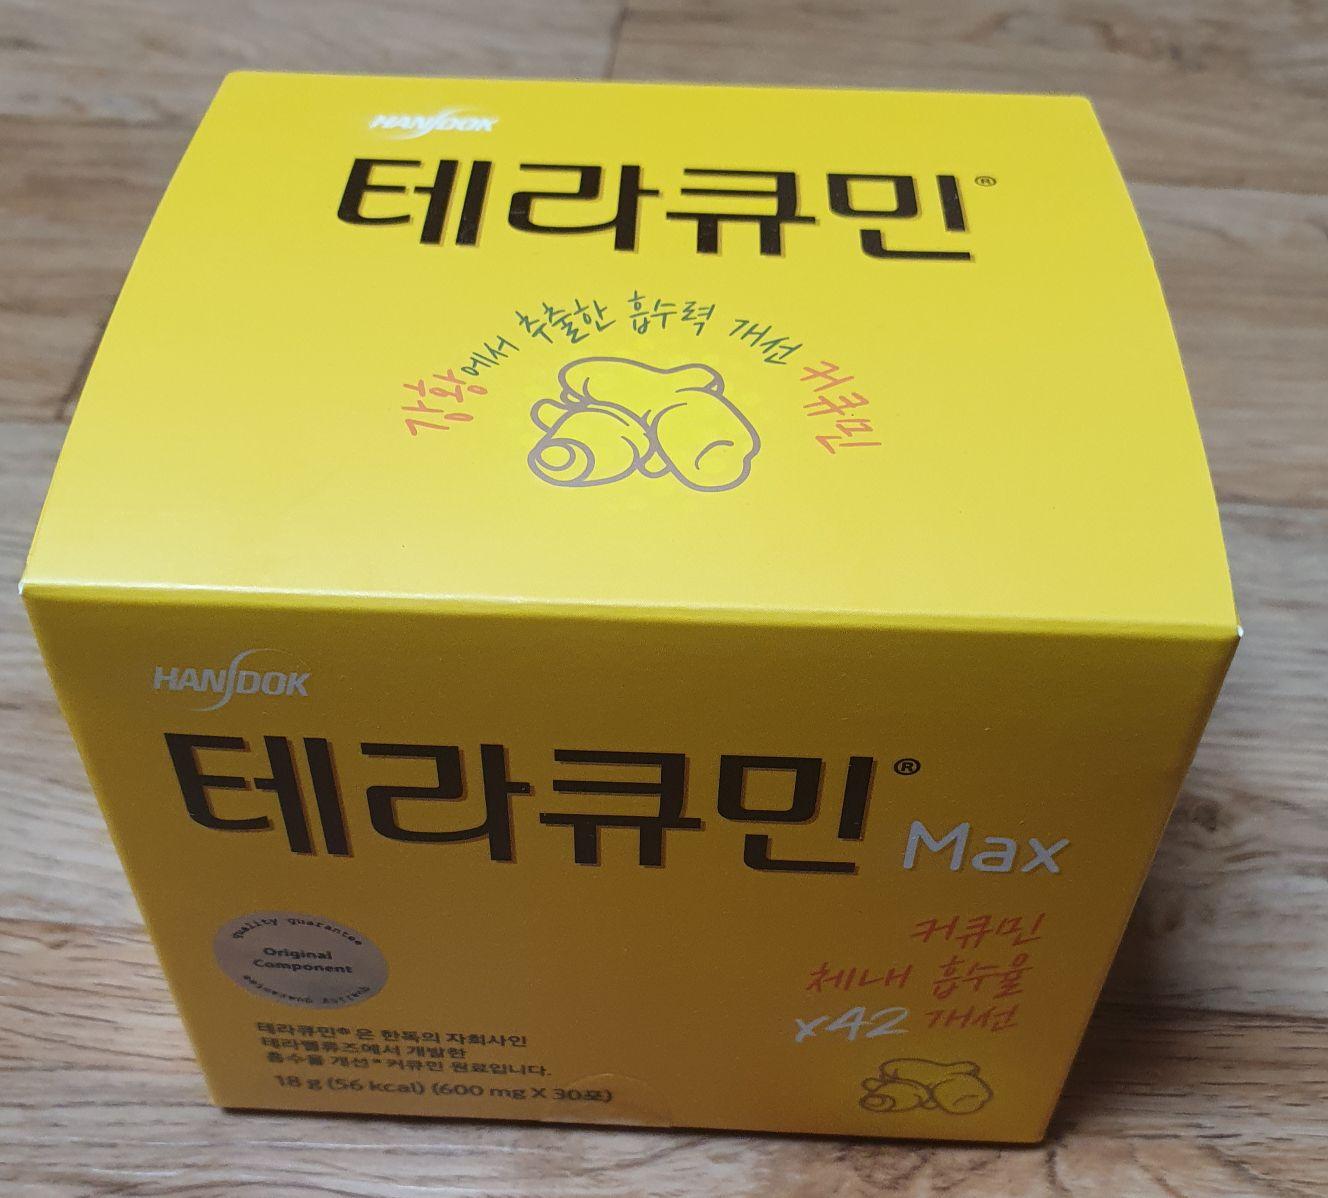 HANDOK
테라큐민®
강황에서 추출한 흡수력 개선 커큐민
HANDOK
테라큐민® Max
quality guarantee
Original
Component
quality guarantee
커큐민
체내 흡수율
x42 개선
테라큐민® 은 한독의 자회사인
테라밸류즈에서 개발한
흡수율 개선* 커큐민 원료입니다.
18 g (56 kcal) (600 mg X 30포)